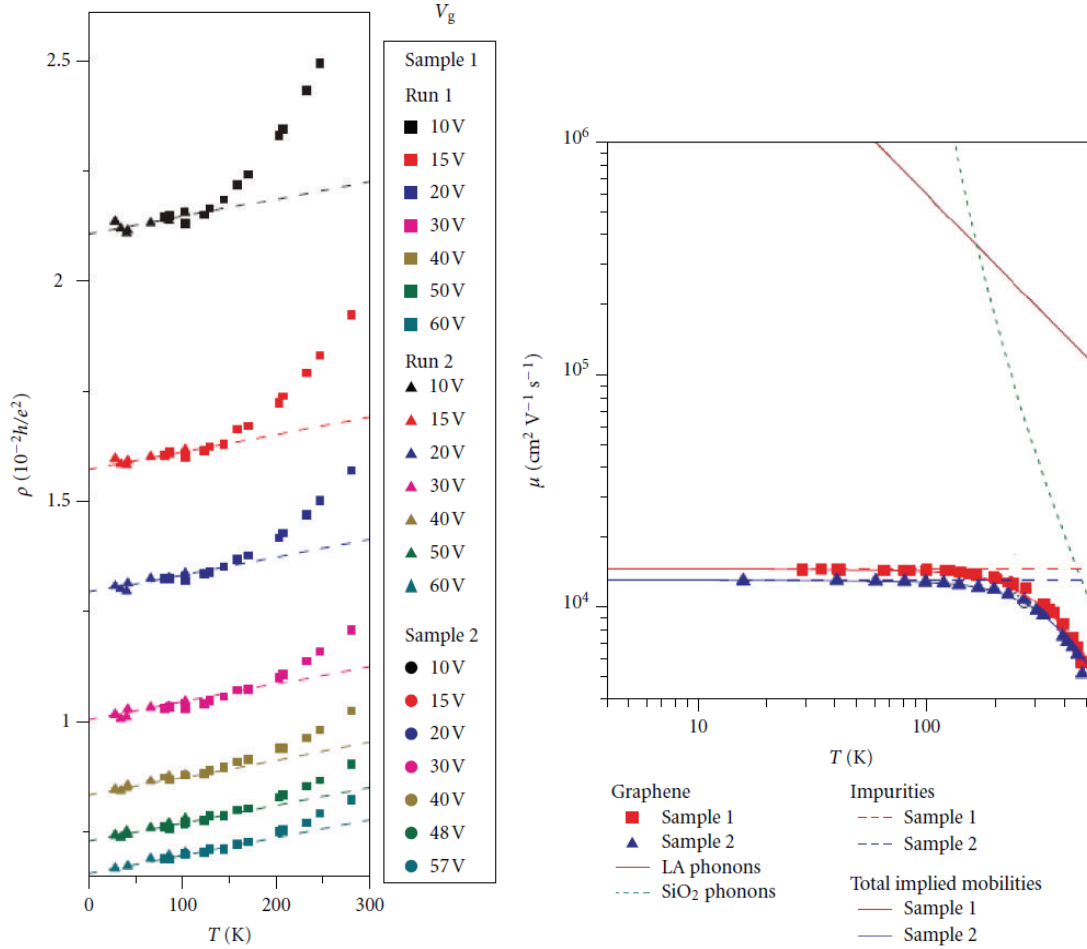 V_g
Sample 1
Run 1
10 V
15 V
20 V
30 V
40 V
50 V
60 V
Run 2
10 V
15 V
20 V
30 V
40 V
50 V
60 V
Sample 2
10 V
15 V
20 V
30 V
40 V
48 V
57 V
2.5
2
1.5
1
ρ (10⁻²h/e²)
0
100
200
300
T (K)
10⁶
10⁵
10⁴
μ (cm² V⁻¹ s⁻¹)
10
100
T (K)
Graphene
Sample 1
Sample 2
LA phonons
SiO₂ phonons
Impurities
Sample 1
Sample 2
Total implied mobilities
Sample 1
Sample 2